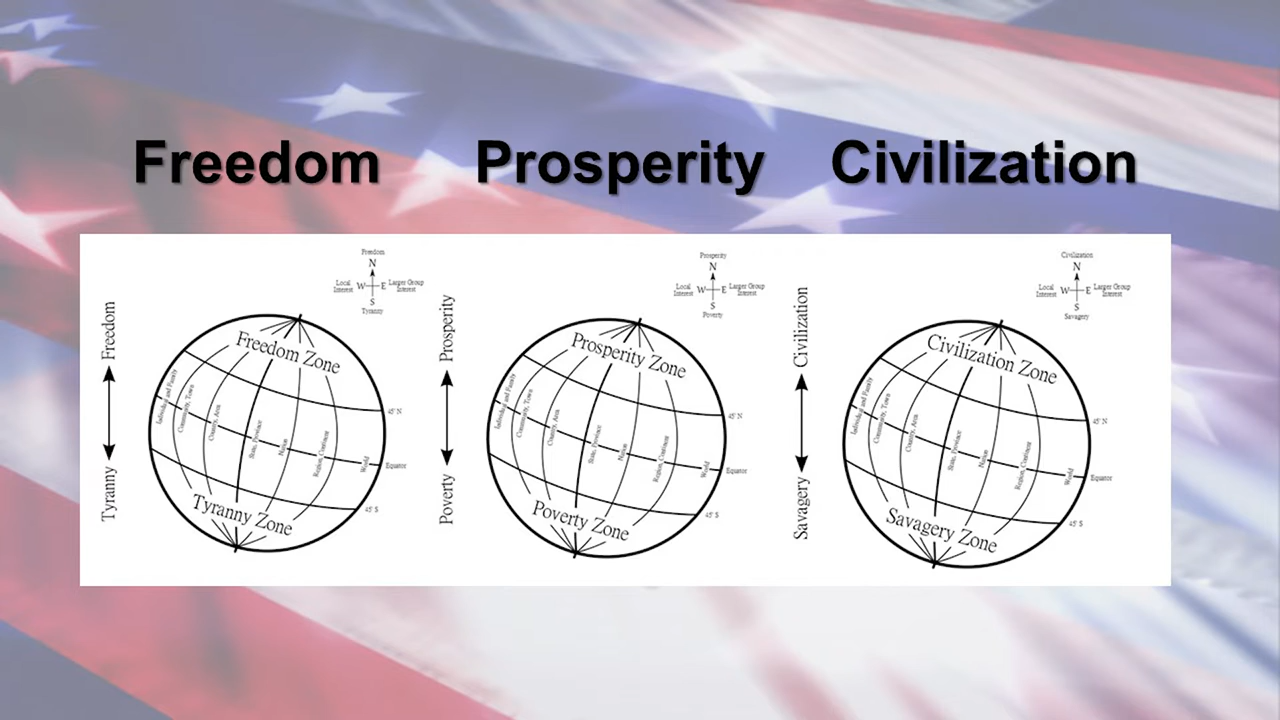 Freedom
Prosperity
Civilization
Freedom
N
Local
Interest
W
E
Larger Group
Interest
S
Tyranny
Freedom
Tyranny
Freedom Zone
Individual and Family
Community, Town
County, Area
State, Province
Nation
Region, Continent
World
45° N
Equator
45° S
Tyranny Zone
Prosperity
N
Local
Interest
W
E
Larger Group
Interest
S
Poverty
Prosperity
Poverty
Prosperity Zone
Individual and Family
Community, Town
County, Area
State, Province
Nation
Region, Continent
World
45° N
Equator
45° S
Poverty Zone
Civilization
N
Local
Interest
W
E
Larger Group
Interest
S
Savagery
Civilization
Savagery
Civilization Zone
Individual and Family
Community, Town
County, Area
State, Province
Nation
Region, Continent
World
45° N
Equator
45° S
Savagery Zone